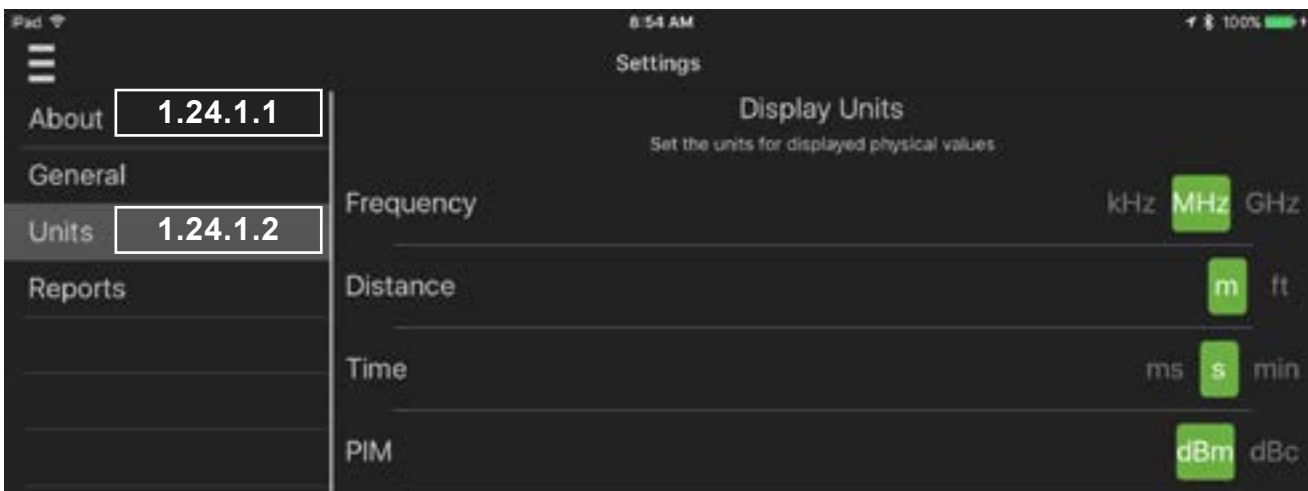 iPad 8:54 AM 100%
Settings
About 1.24.1.1
General
Units 1.24.1.2
Reports
Display Units
Set the units for displayed physical values
Frequency kHz MHz GHz
Distance m ft
Time ms s min
PIM dBm dBc